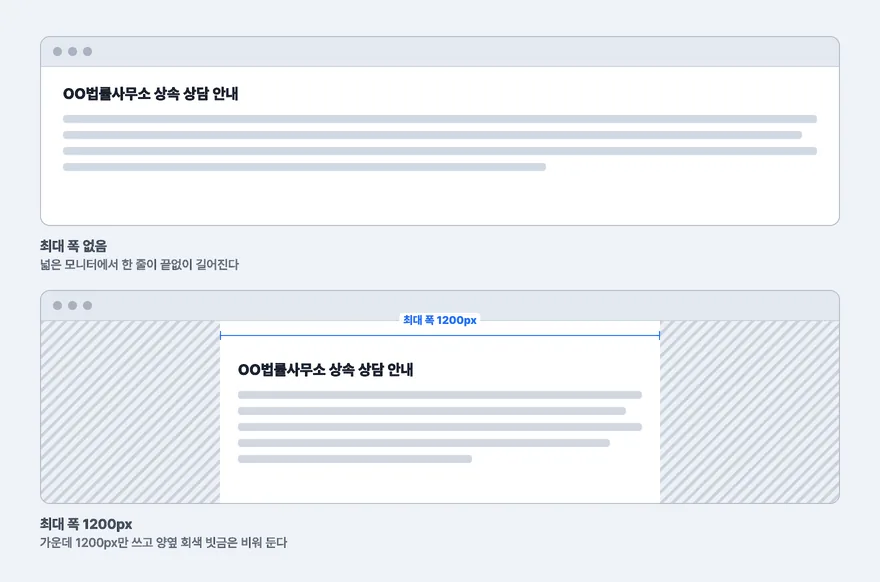 OO법률사무소 상속 상담 안내
최대 폭 없음
넓은 모니터에서 한 줄이 끝없이 길어진다
최대 폭 1200px
OO법률사무소 상속 상담 안내
최대 폭 1200px
가운데 1200px만 쓰고 양옆 회색 빗금은 비워 둔다